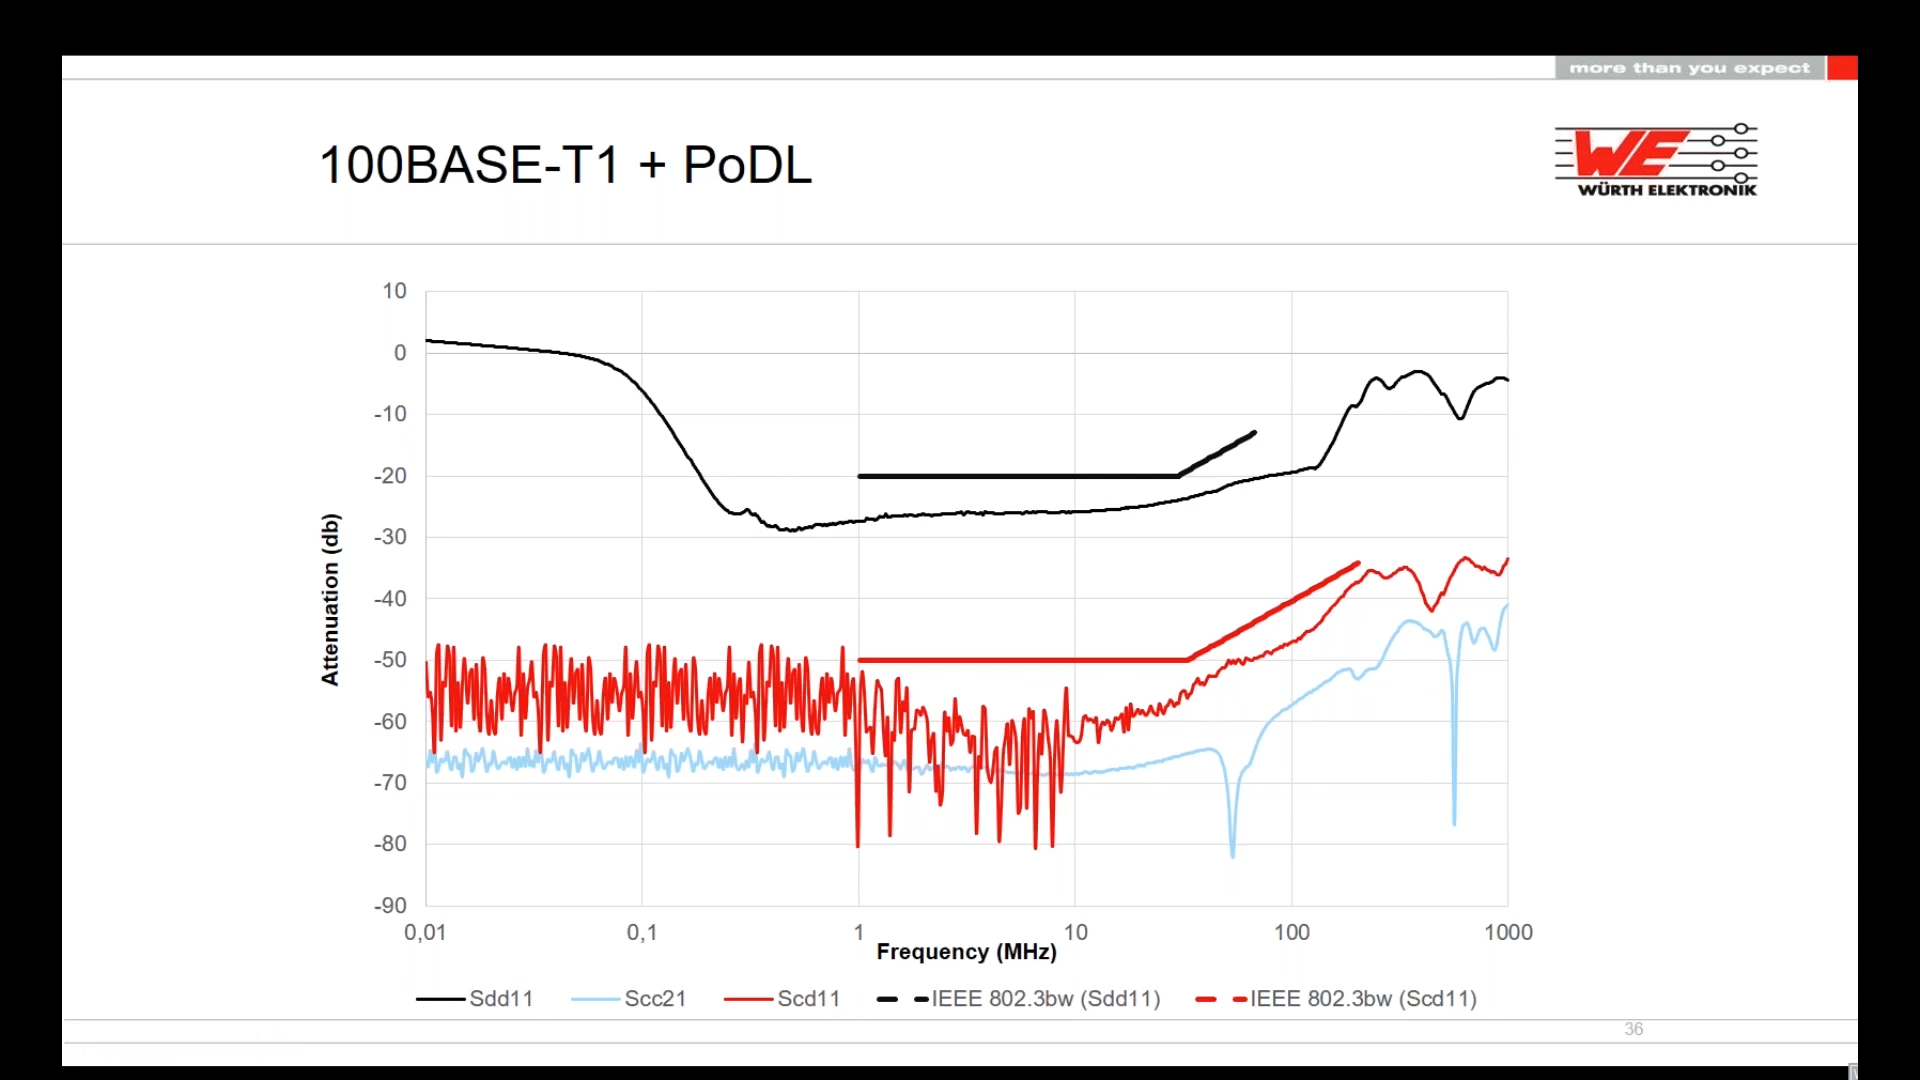 more than you expect
100BASE-T1 + PoDL
WE
WÜRTH ELEKTRONIK
10
0
-10
-20
-30
-40
-50
-60
-70
-80
-90
Attenuation (db)
0,01 0,1 1 10 100 1000
Frequency (MHz)
Sdd11 Scc21 Scd11 IEEE 802.3bw (Sdd11) IEEE 802.3bw (Scd11)
36